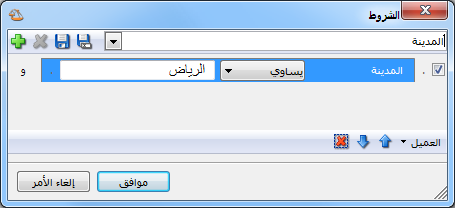 الشروط
المدينة
. المدينة يساوي الرياض . و
العميل
موافق إلغاء الأمر